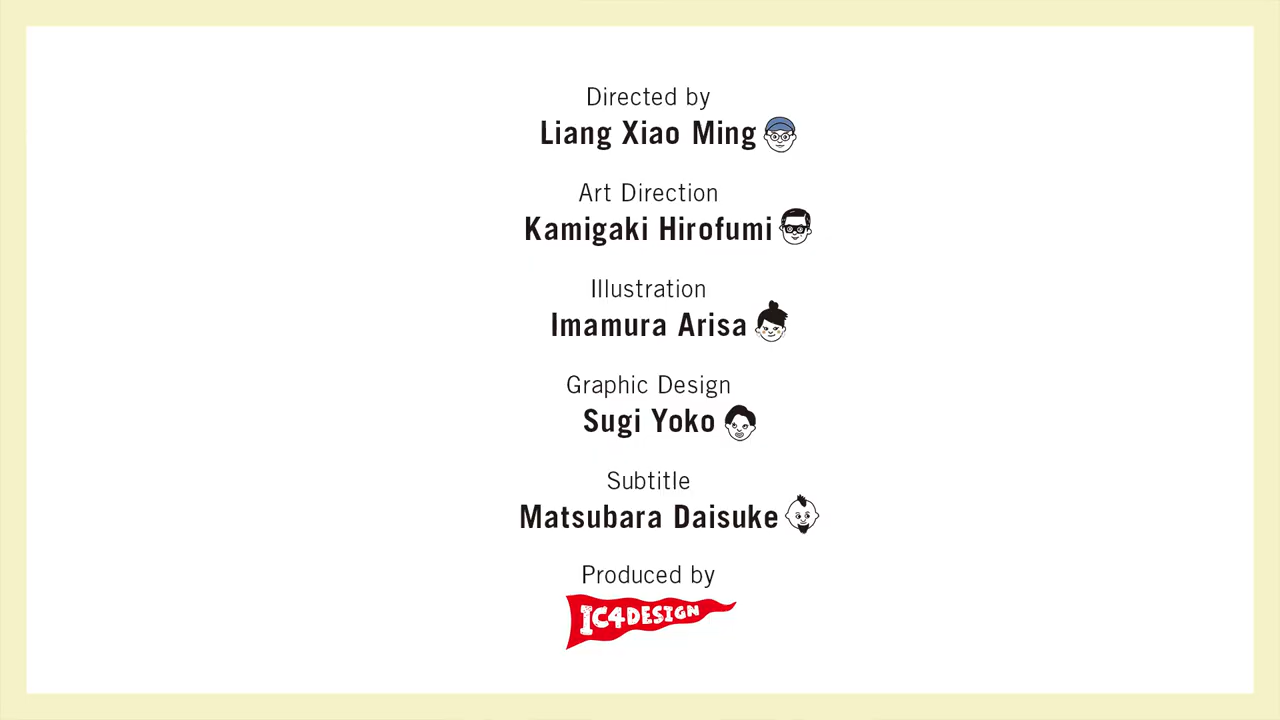 Directed by
Liang Xiao Ming
Art Direction
Kamigaki Hirofumi
Illustration
Imamura Arisa
Graphic Design
Sugi Yoko
Subtitle
Matsubara Daisuke
Produced by
IC4DESIGN